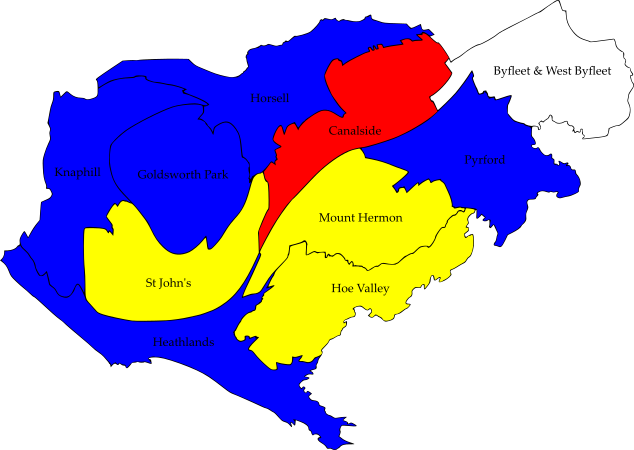 Byfleet & West Byfleet
Horsell
Canalside
Pyrford
Knaphill
Goldsworth Park
Mount Hermon
St John's
Hoe Valley
Heathlands